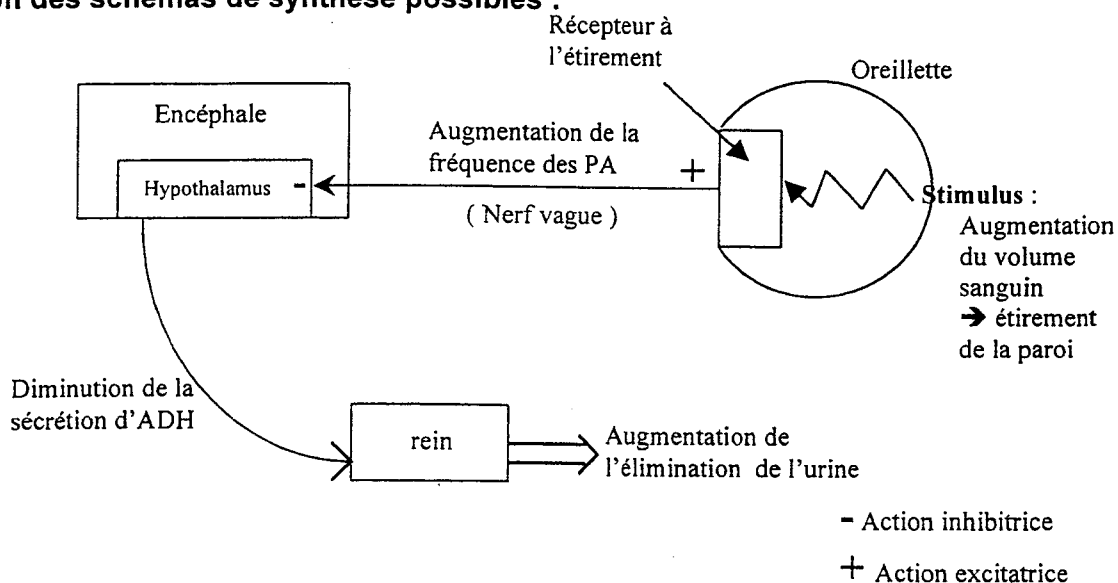 on des schémas de synthèse possibles :
Récepteur à
l'étirement
Oreillette
Encéphale
Hypothalamus -
Augmentation de la
fréquence des PA
+
( Nerf vague )
Stimulus :
Augmentation
du volume
sanguin
➔ étirement
de la paroi
Diminution de la
sécrétion d'ADH
rein
Augmentation de
l'élimination de l'urine
- Action inhibitrice
+ Action excitatrice